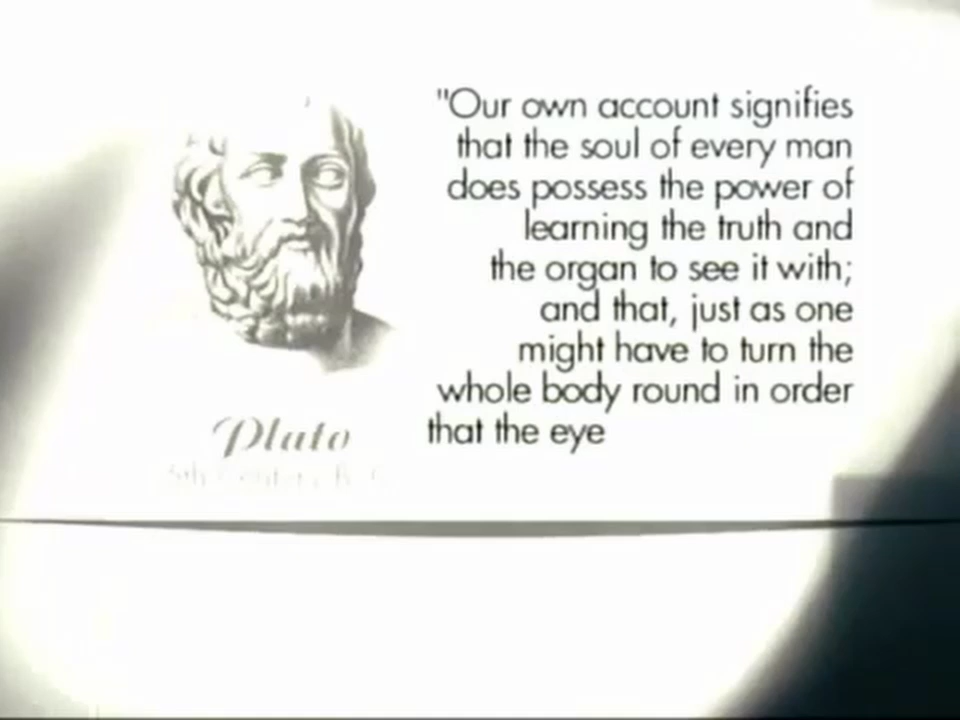 "Our own account signifies
that the soul of every man
does possess the power of
learning the truth and
the organ to see it with;
and that, just as one
might have to turn the
whole body round in order
that the eye
Plato
5th Century B. C.